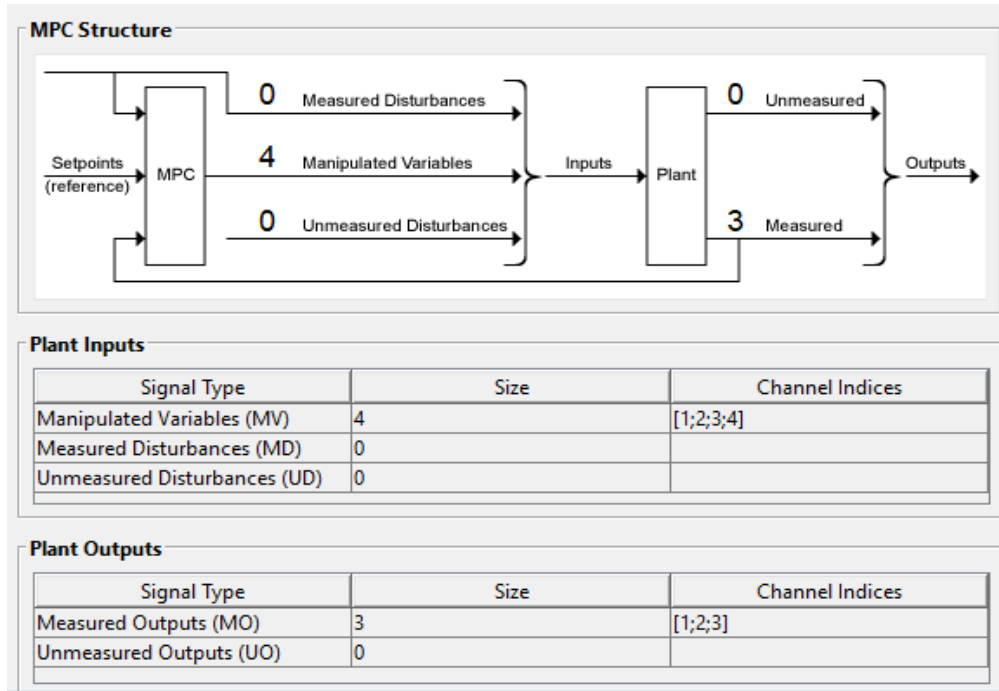 MPC Structure
0 Measured Disturbances
0 Unmeasured
Setpoints
(reference)
MPC
4 Manipulated Variables
Inputs
Plant
Outputs
0 Unmeasured Disturbances
3 Measured
Plant Inputs
Signal Type Size Channel Indices
Manipulated Variables (MV) 4 [1;2;3;4]
Measured Disturbances (MD) 0
Unmeasured Disturbances (UD) 0
Plant Outputs
Signal Type Size Channel Indices
Measured Outputs (MO) 3 [1;2;3]
Unmeasured Outputs (UO) 0